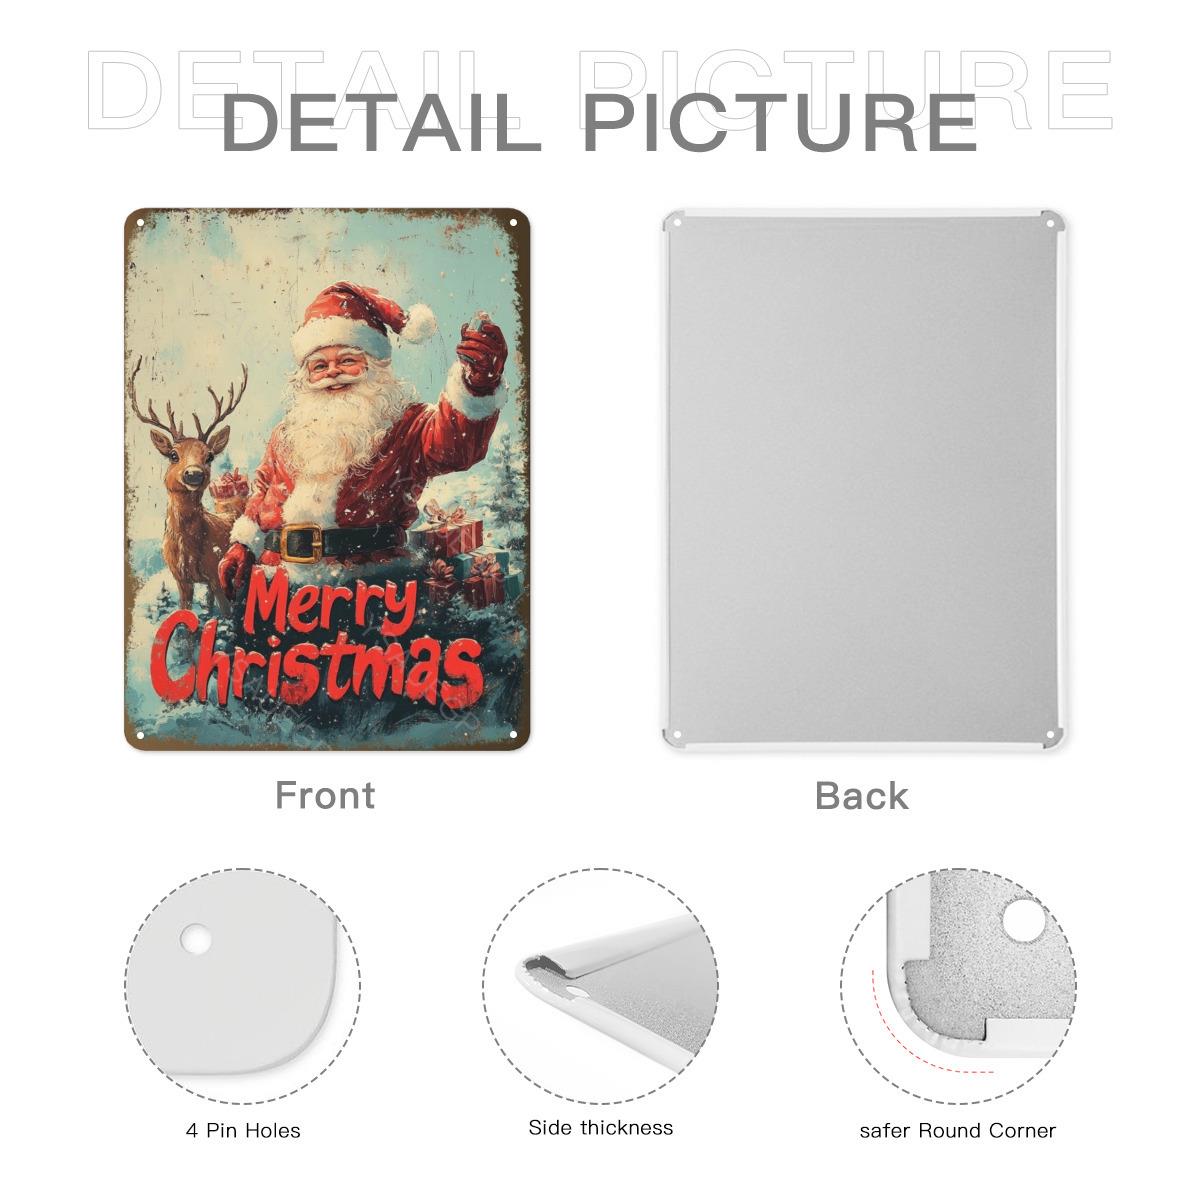 DETAIL PICTURE
DETAIL PICTURE
Merry
Christmas
Front
Back
4 Pin Holes
Side thickness
safer Round Corner